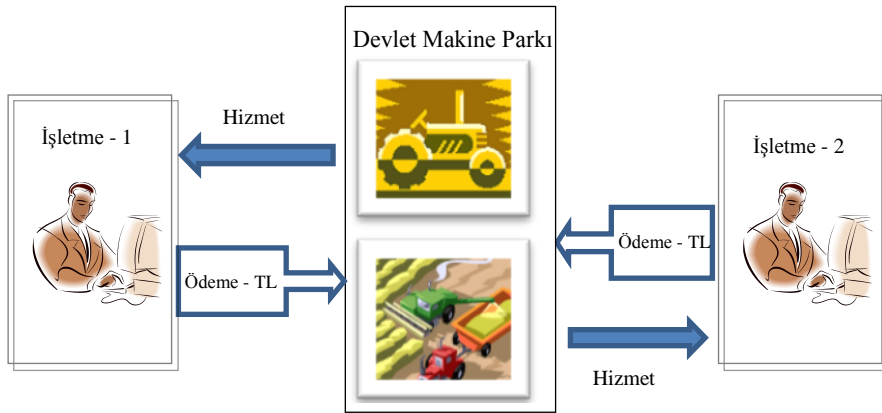 Devlet Makine Parkı
İşletme - 1
Hizmet
Ödeme - TL
İşletme - 2
Ödeme - TL
Hizmet